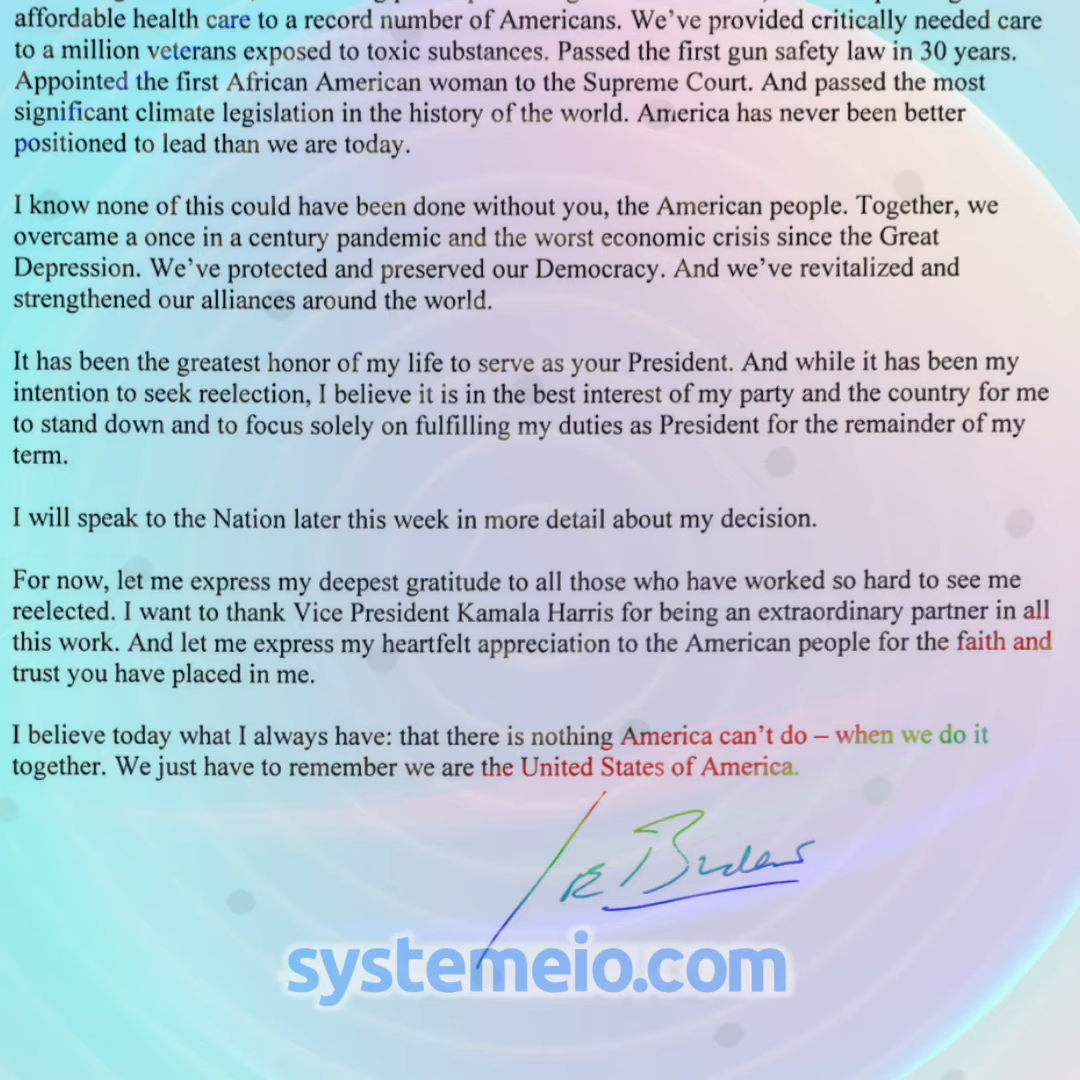 affordable health care to a record number of Americans. We’ve provided critically needed care
to a million veterans exposed to toxic substances. Passed the first gun safety law in 30 years.
Appointed the first African American woman to the Supreme Court. And passed the most
significant climate legislation in the history of the world. America has never been better
positioned to lead than we are today.
I know none of this could have been done without you, the American people. Together, we
overcame a once in a century pandemic and the worst economic crisis since the Great
Depression. We’ve protected and preserved our Democracy. And we’ve revitalized and
strengthened our alliances around the world.
It has been the greatest honor of my life to serve as your President. And while it has been my
intention to seek reelection, I believe it is in the best interest of my party and the country for me
to stand down and to focus solely on fulfilling my duties as President for the remainder of my
term.
I will speak to the Nation later this week in more detail about my decision.
For now, let me express my deepest gratitude to all those who have worked so hard to see me
reelected. I want to thank Vice President Kamala Harris for being an extraordinary partner in all
this work. And let me express my heartfelt appreciation to the American people for the faith and
trust you have placed in me.
I believe today what I always have: that there is nothing America can’t do – when we do it
together. We just have to remember we are the United States of America.
Joe Biden
systemeio.com